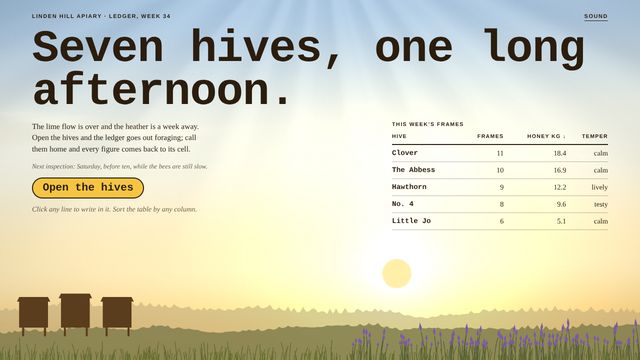 LINDEN HILL APIARY · LEDGER, WEEK 34
SOUND
Seven hives, one long
afternoon.
The lime flow is over and the heather is a week away.
Open the hives and the ledger goes out foraging; call
them home and every figure comes back to its cell.
Next inspection: Saturday, before ten, while the bees are still slow.
Open the hives
Click any line to write in it. Sort the table by any column.
THIS WEEK'S FRAMES
HIVE FRAMES HONEY KG ↓ TEMPER
Clover 11 18.4 calm
The Abbess 10 16.9 calm
Hawthorn 9 12.2 lively
No. 4 8 9.6 testy
Little Jo 6 5.1 calm